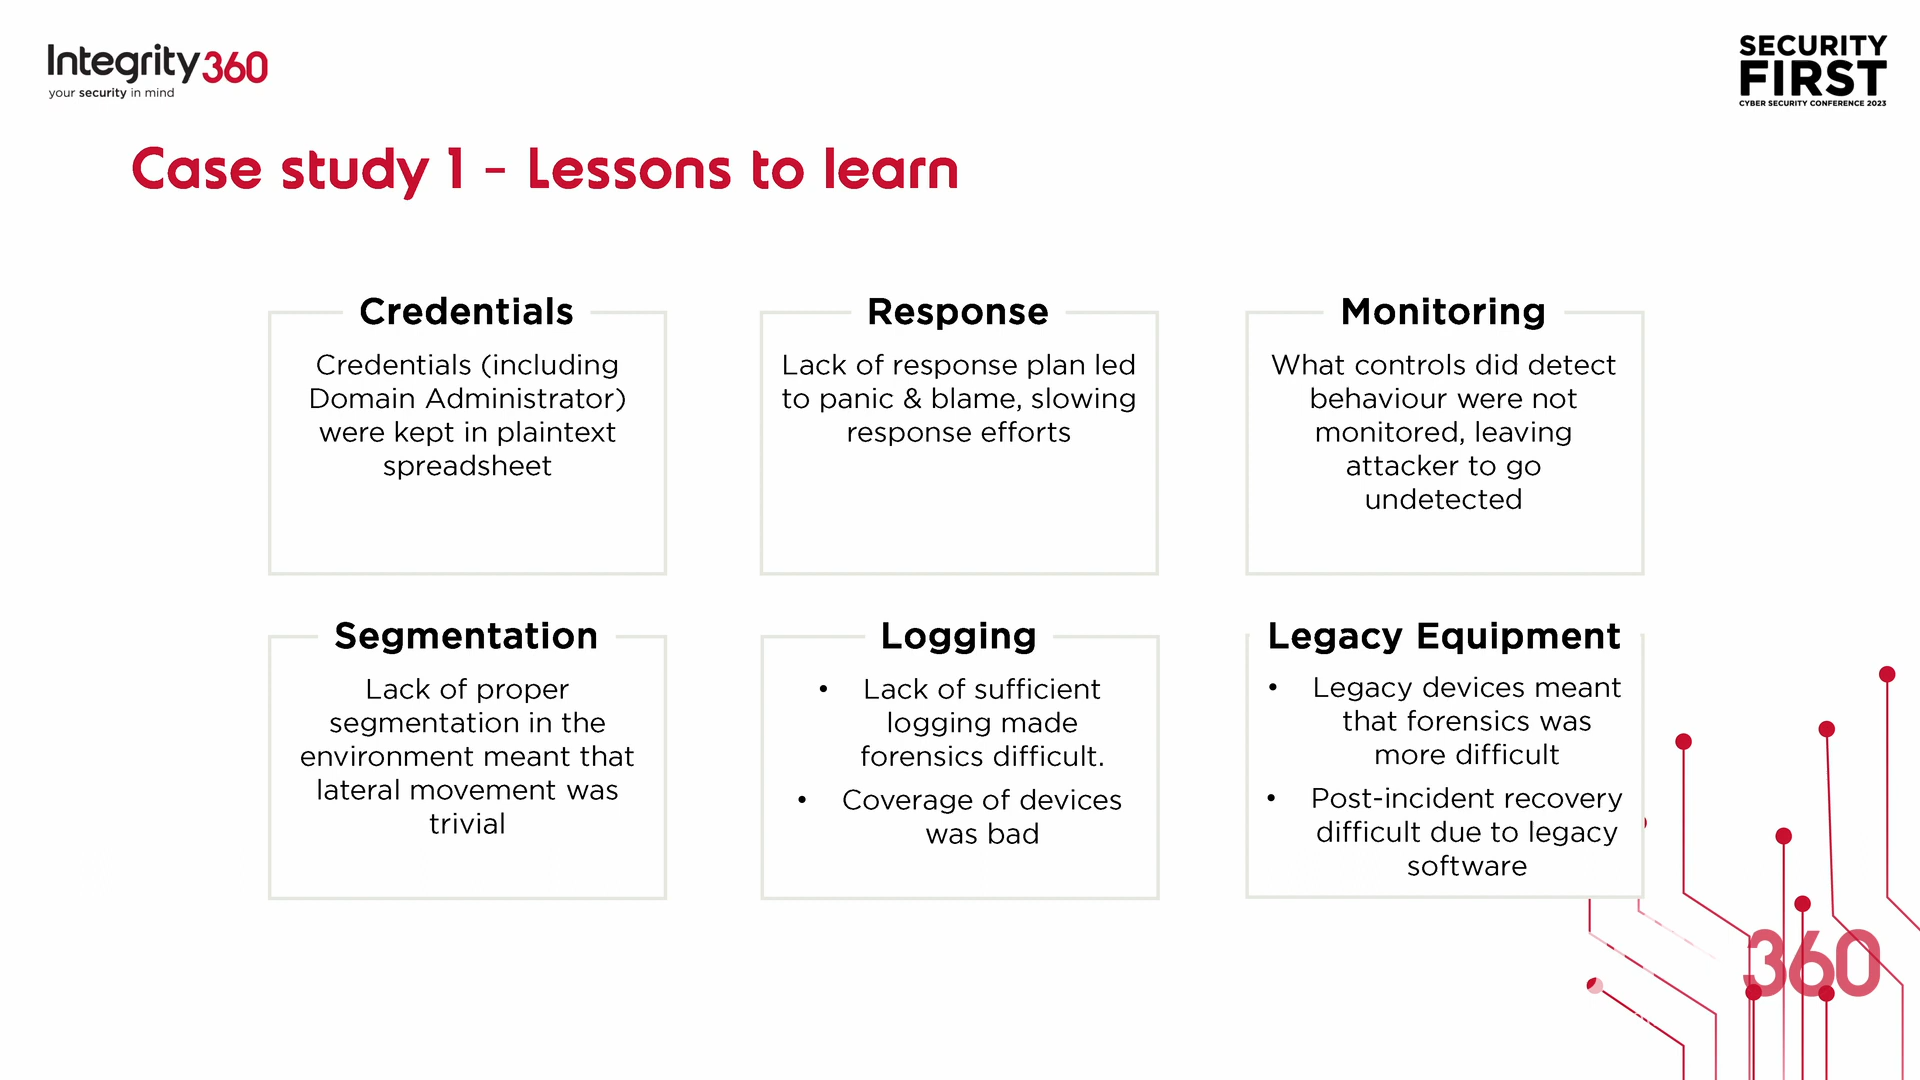 Integrity360
your security in mind
SECURITY
FIRST
CYBER SECURITY CONFERENCE 2023
Case study 1 - Lessons to learn
Credentials
Credentials (including
Domain Administrator)
were kept in plaintext
spreadsheet
Response
Lack of response plan led
to panic & blame, slowing
response efforts
Monitoring
What controls did detect
behaviour were not
monitored, leaving
attacker to go
undetected
Segmentation
Lack of proper
segmentation in the
environment meant that
lateral movement was
trivial
Logging
• Lack of sufficient
logging made
forensics difficult.
• Coverage of devices
was bad
Legacy Equipment
• Legacy devices meant
that forensics was
more difficult
• Post-incident recovery
difficult due to legacy
software
360